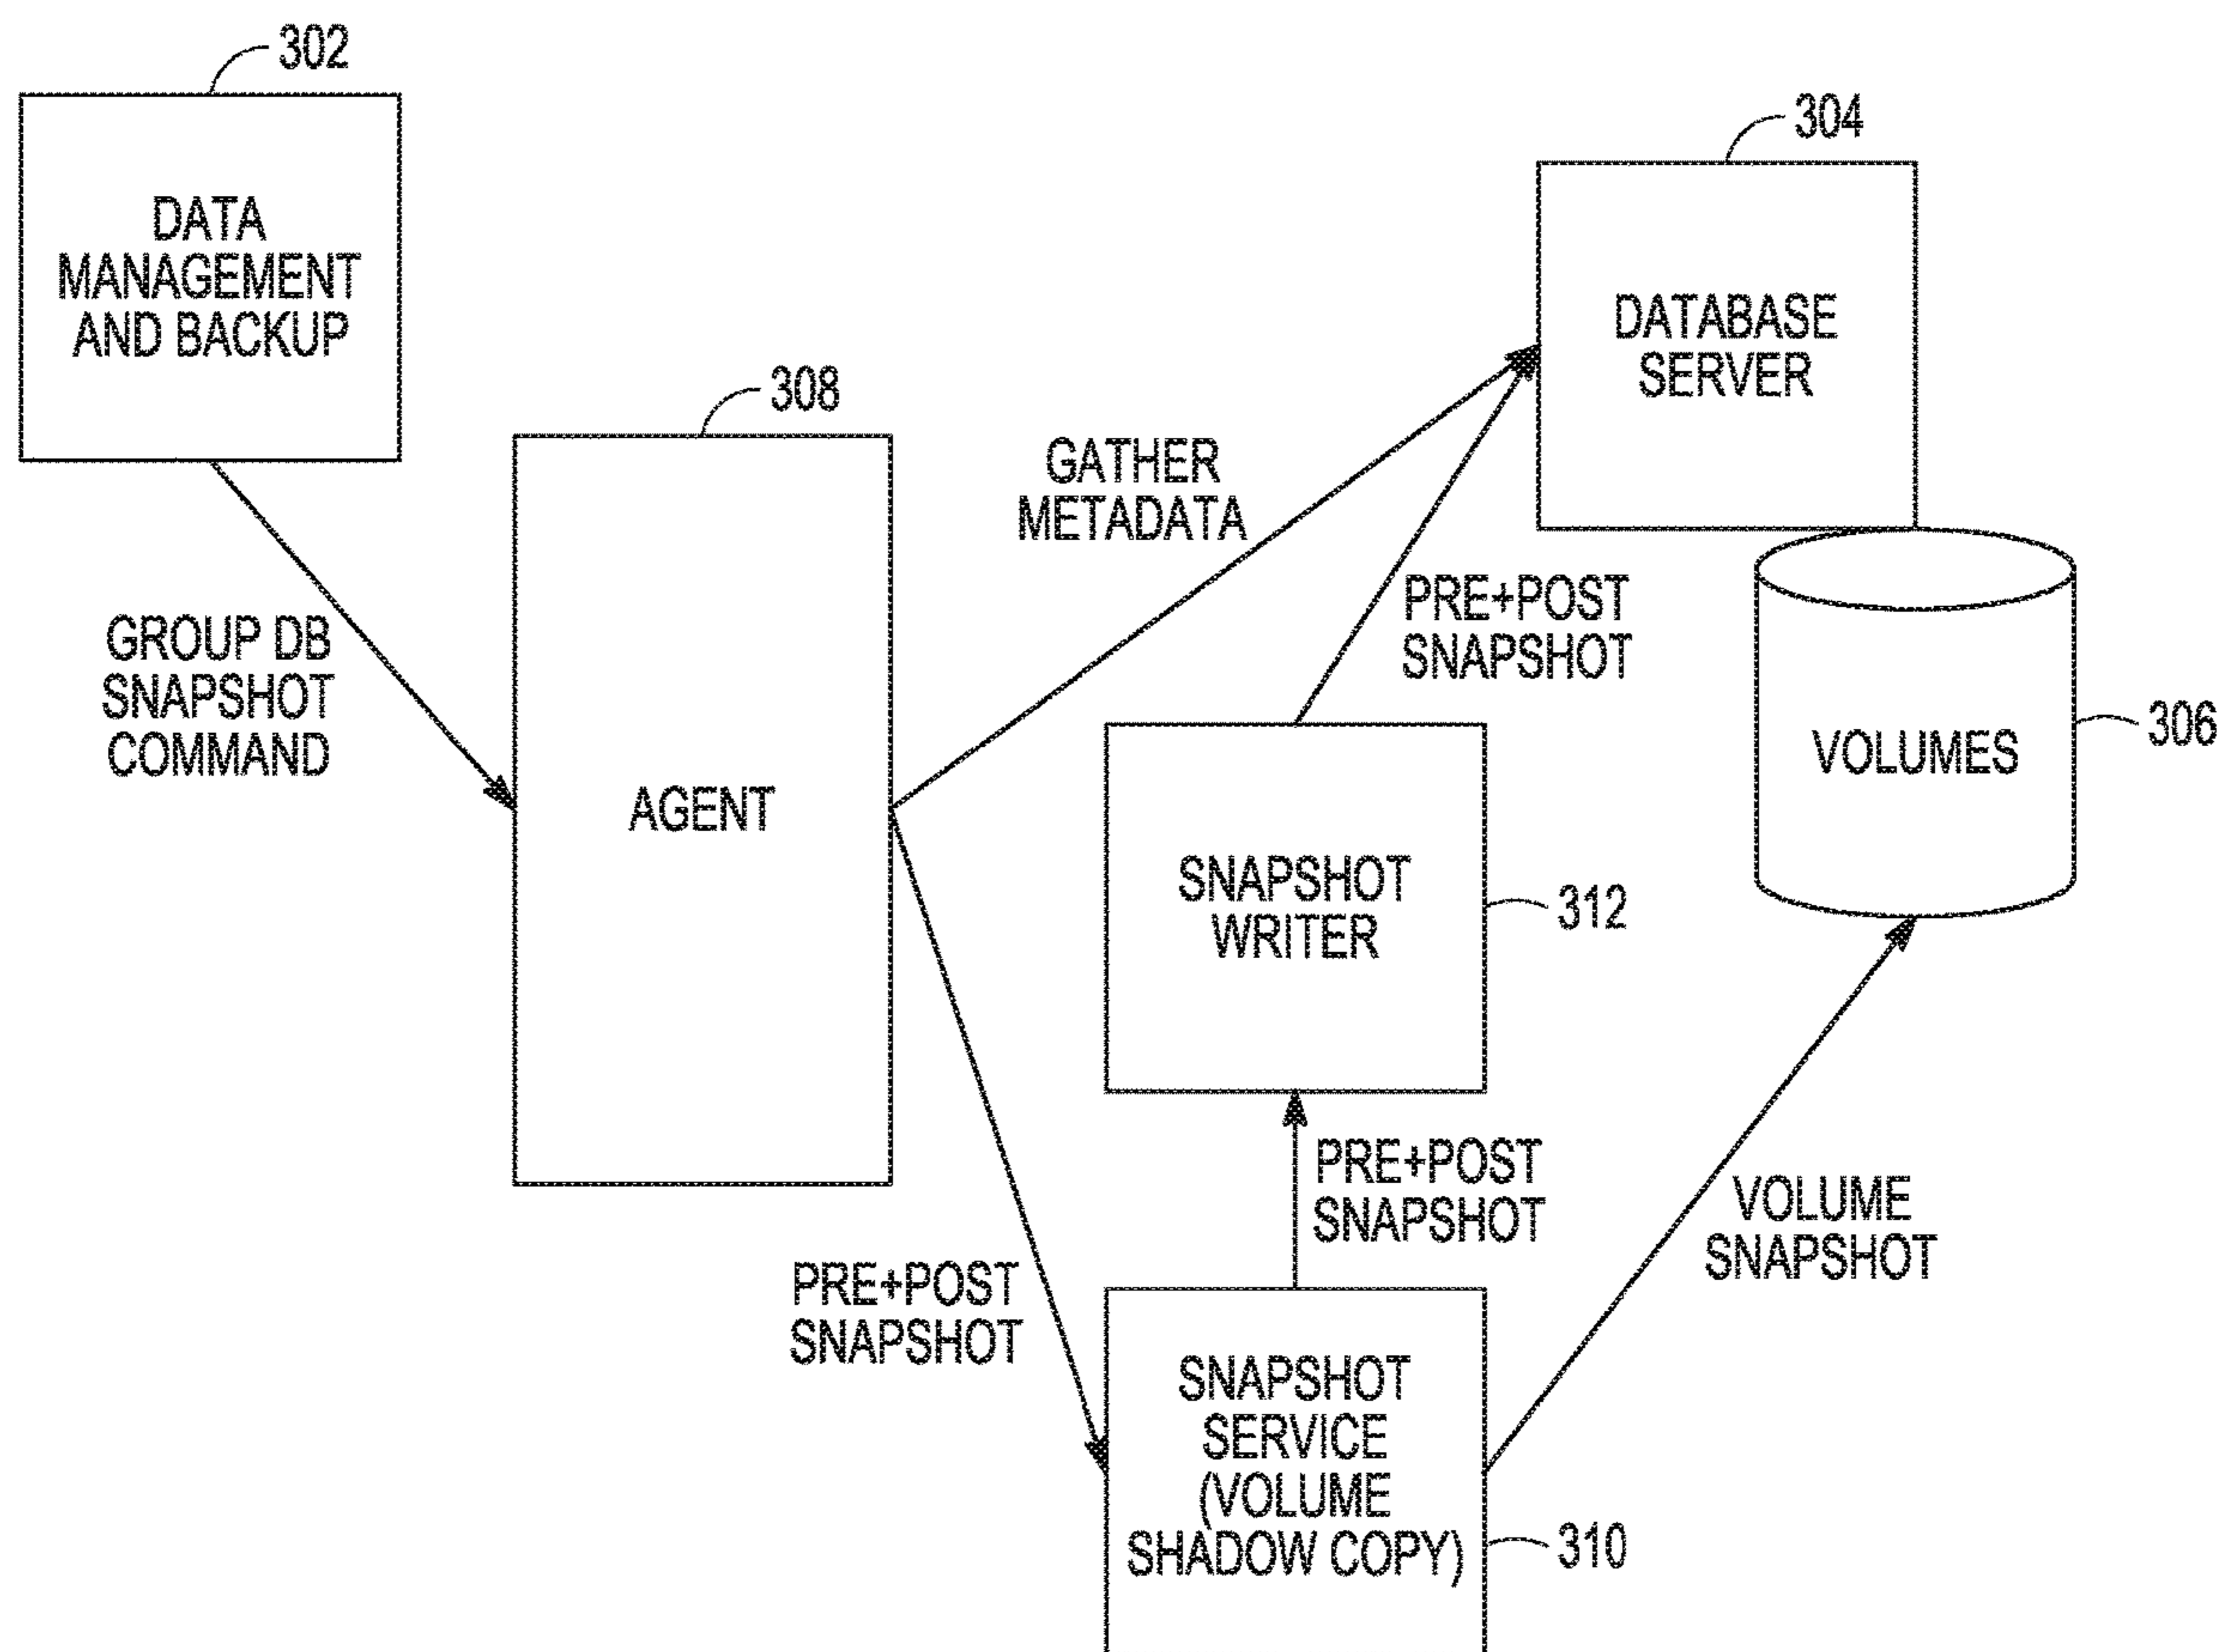 302
DATA
MANAGEMENT
AND BACKUP
304
DATABASE
SERVER
308
AGENT
GROUP DB
SNAPSHOT
COMMAND
GATHER
METADATA
PRE+POST
SNAPSHOT
VOLUMES
306
SNAPSHOT
WRITER
312
PRE+POST
SNAPSHOT
VOLUME
SNAPSHOT
PRE+POST
SNAPSHOT
SNAPSHOT
SERVICE
(VOLUME
SHADOW COPY)
310